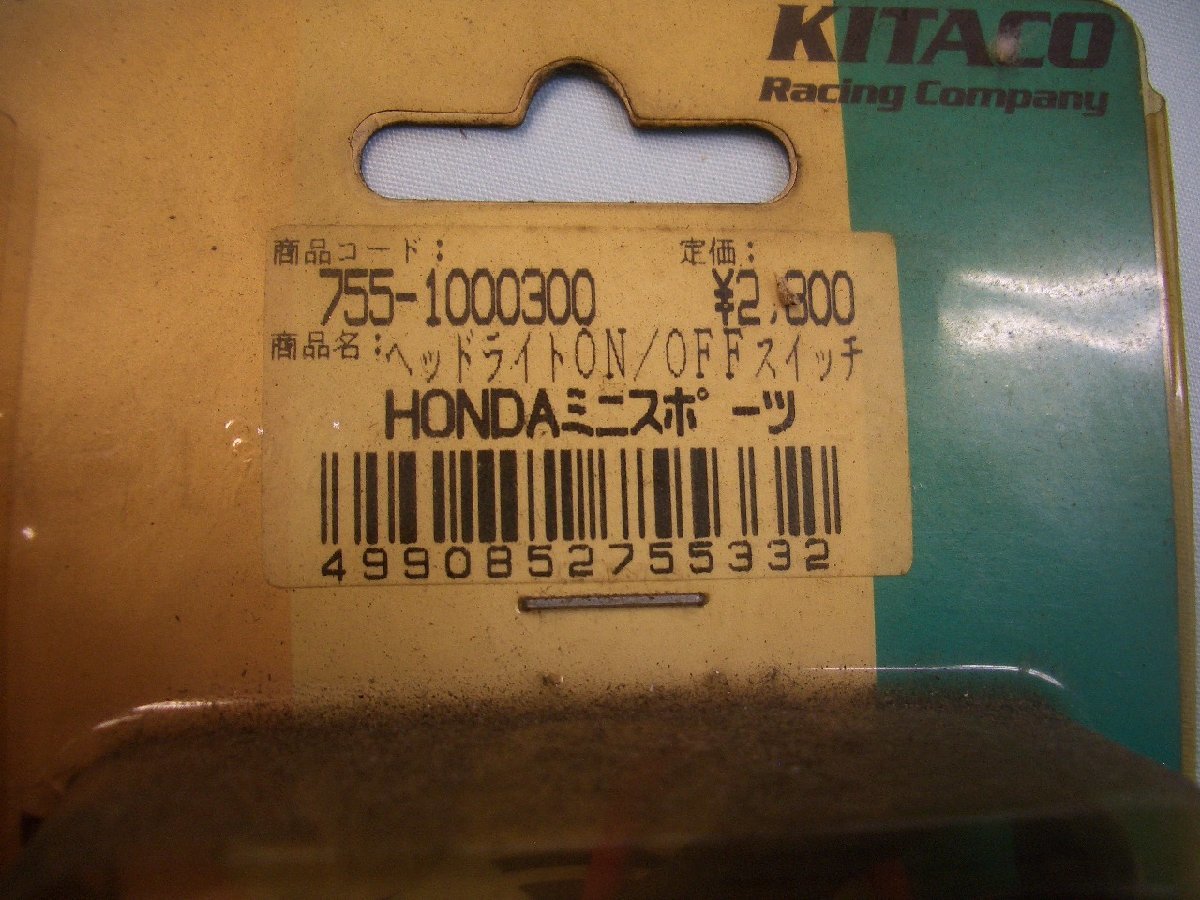 KITACO
Racing Company
商品コード: 定価:
755-1000300 ¥2,800
商品名:ヘッドライトON/OFFスイッチ
HONDAミニスポーツ
4990852755332